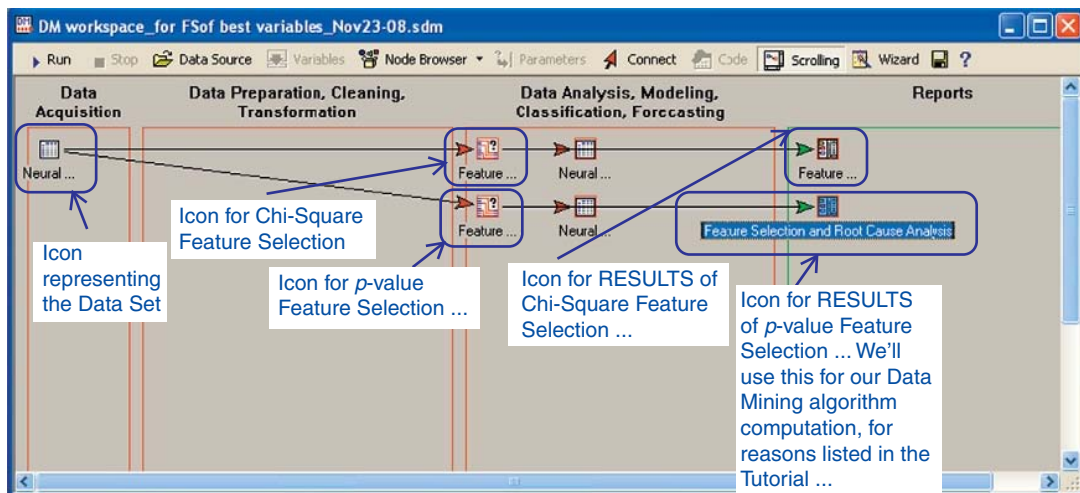 DM workspace_for FSof best variables_Nov23-08.sdm
Run Stop Data Source Variables Node Browser Parameters Connect Code Scrolling Wizard ?
Data
Acquisition
Data Preparation, Cleaning,
Transformation
Data Analysis, Modeling,
Classification, Forecasting
Reports
Neural ...
Feature ...
Neural ...
Feature ...
Feature ...
Neural ...
Feature Selection and Root Cause Analysis
Icon
representing
the Data Set
Icon for Chi-Square
Feature Selection
Icon for p-value
Feature Selection ...
Icon for RESULTS of
Chi-Square Feature
Selection ...
Icon for RESULTS
of p-value Feature
Selection ... We'll
use this for our Data
Mining algorithm
computation, for
reasons listed in the
Tutorial ...